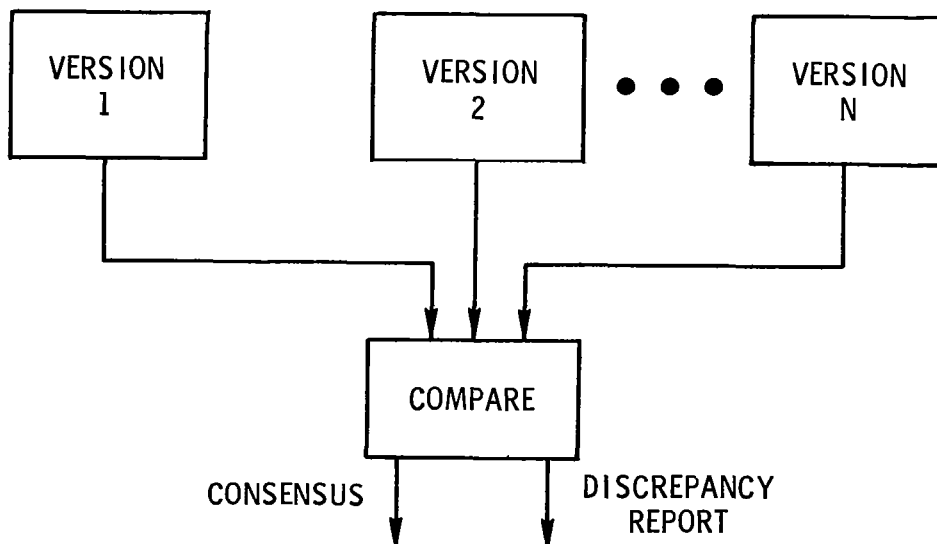 VERSION
1
VERSION
2
VERSION
N
COMPARE
CONSENSUS
DISCREPANCY
REPORT